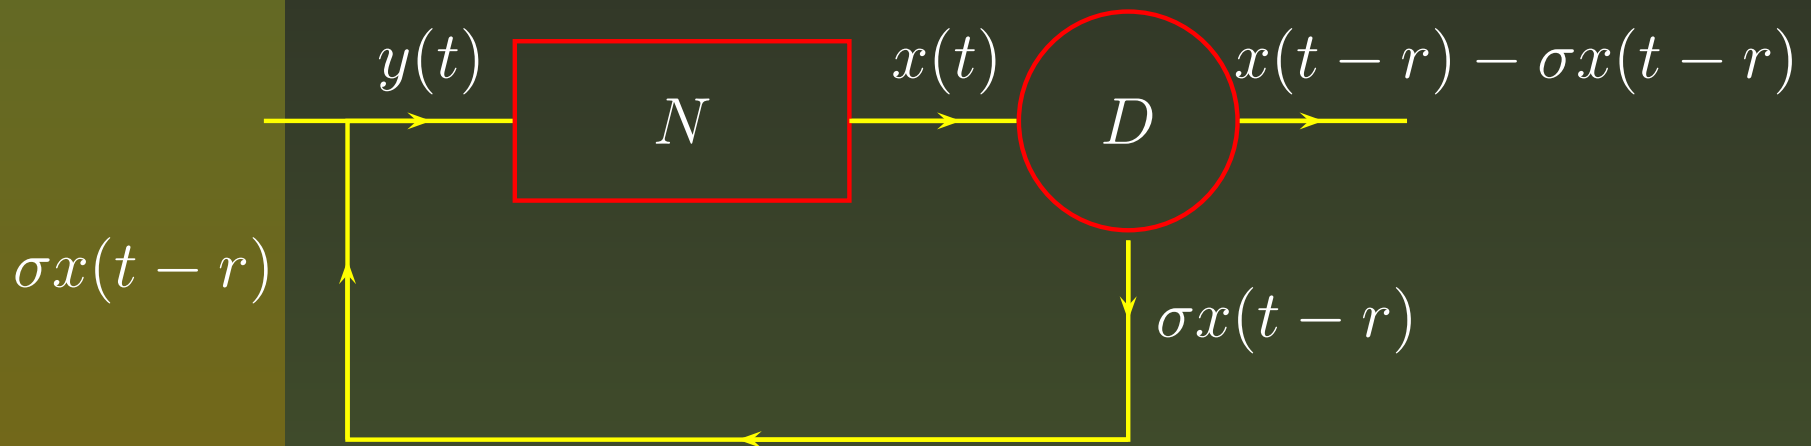 y(t)
x(t)
x(t − r) − σx(t − r)
N
D
σx(t − r)
σx(t − r)